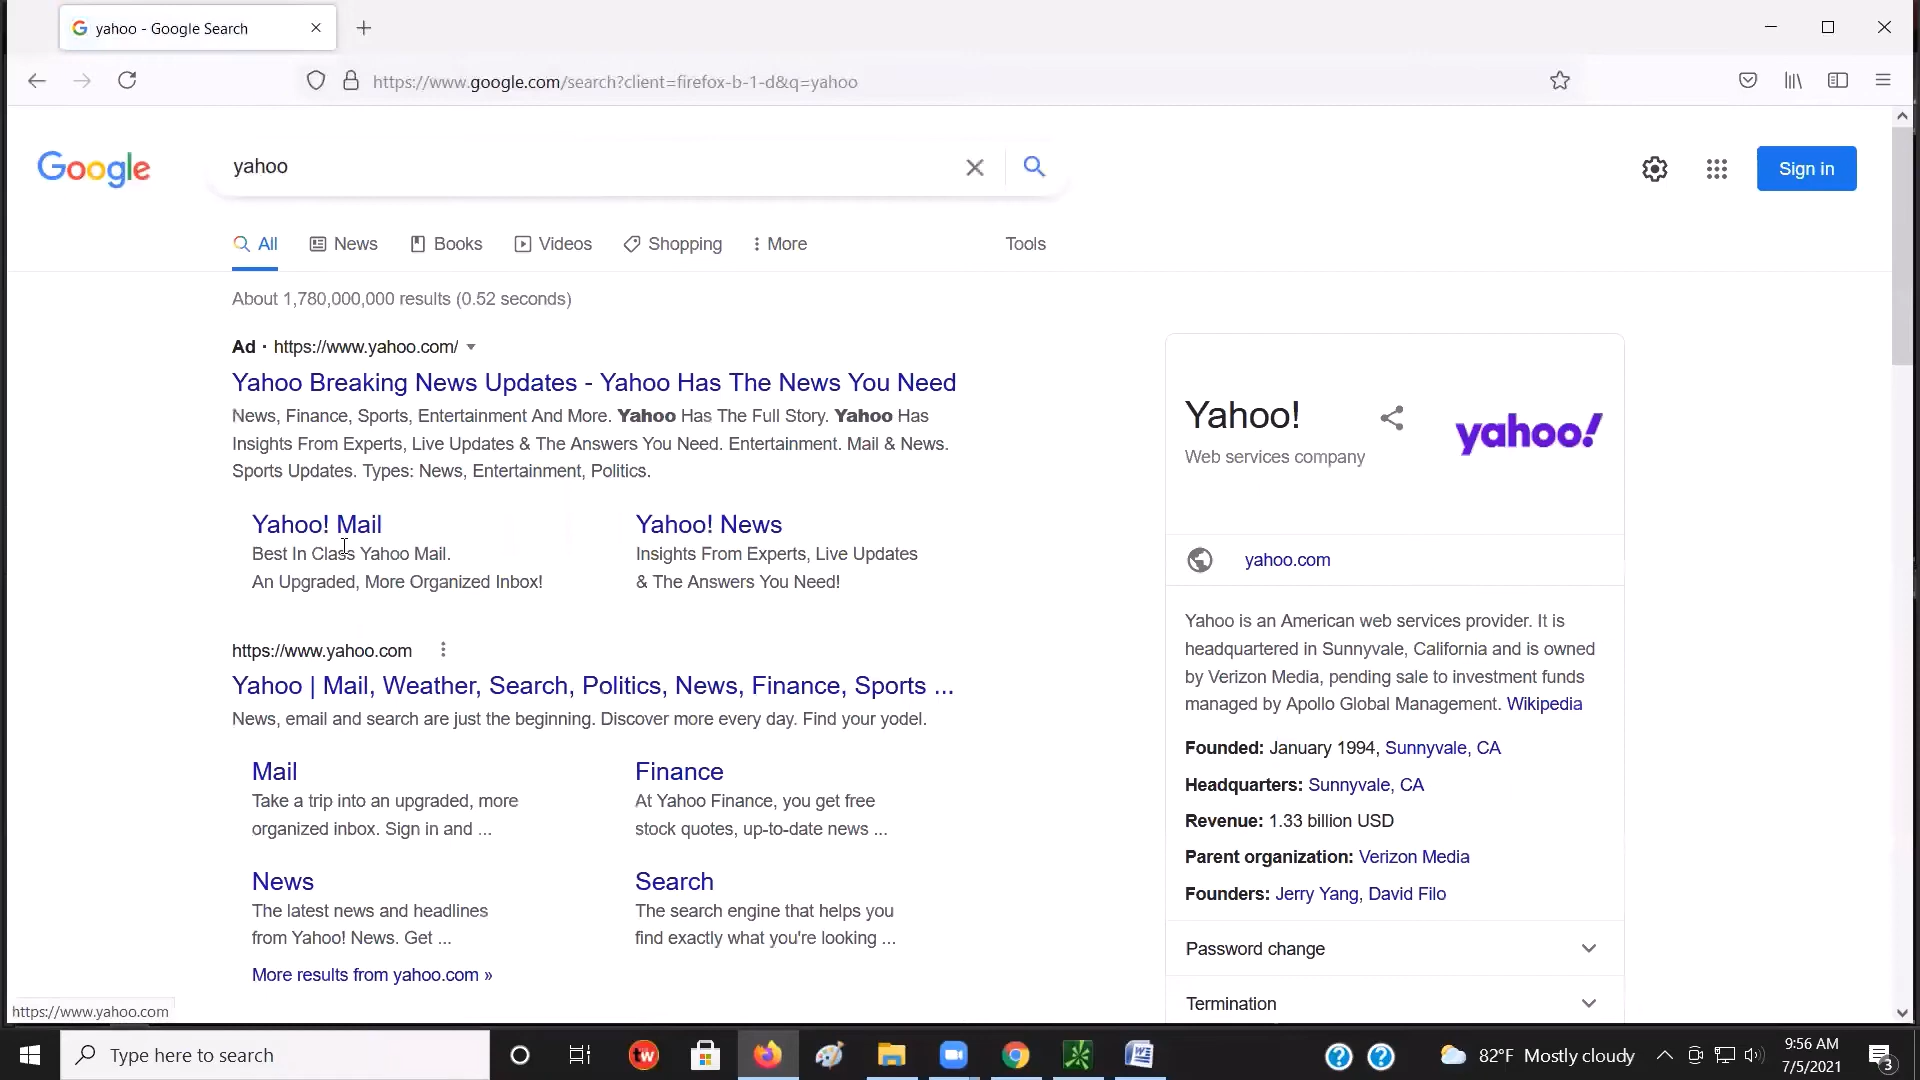 yahoo - Google Search
https://www.google.com/search?client=firefox-b-1-d&q=yahoo
Google
yahoo
Sign in
All
News
Books
Videos
Shopping
More
Tools
About 1,780,000,000 results (0.52 seconds)
Ad · https://www.yahoo.com/
Yahoo Breaking News Updates - Yahoo Has The News You Need
News, Finance, Sports, Entertainment And More. Yahoo Has The Full Story. Yahoo Has
Insights From Experts, Live Updates & The Answers You Need. Entertainment. Mail & News.
Sports Updates. Types: News, Entertainment, Politics.
Yahoo! Mail
Best In Class Yahoo Mail.
An Upgraded, More Organized Inbox!
Yahoo! News
Insights From Experts, Live Updates
& The Answers You Need!
https://www.yahoo.com
Yahoo | Mail, Weather, Search, Politics, News, Finance, Sports ...
News, email and search are just the beginning. Discover more every day. Find your yodel.
Mail
Take a trip into an upgraded, more
organized inbox. Sign in and ...
Finance
At Yahoo Finance, you get free
stock quotes, up-to-date news ...
News
The latest news and headlines
from Yahoo! News. Get ...
Search
The search engine that helps you
find exactly what you're looking ...
More results from yahoo.com »
Yahoo!
Web services company
yahoo!
yahoo.com
Yahoo is an American web services provider. It is
headquartered in Sunnyvale, California and is owned
by Verizon Media, pending sale to investment funds
managed by Apollo Global Management. Wikipedia
Founded: January 1994, Sunnyvale, CA
Headquarters: Sunnyvale, CA
Revenue: 1.33 billion USD
Parent organization: Verizon Media
Founders: Jerry Yang, David Filo
Password change
Termination
https://www.yahoo.com
Type here to search
tw
W
82°F Mostly cloudy
9:56 AM
7/5/2021
3